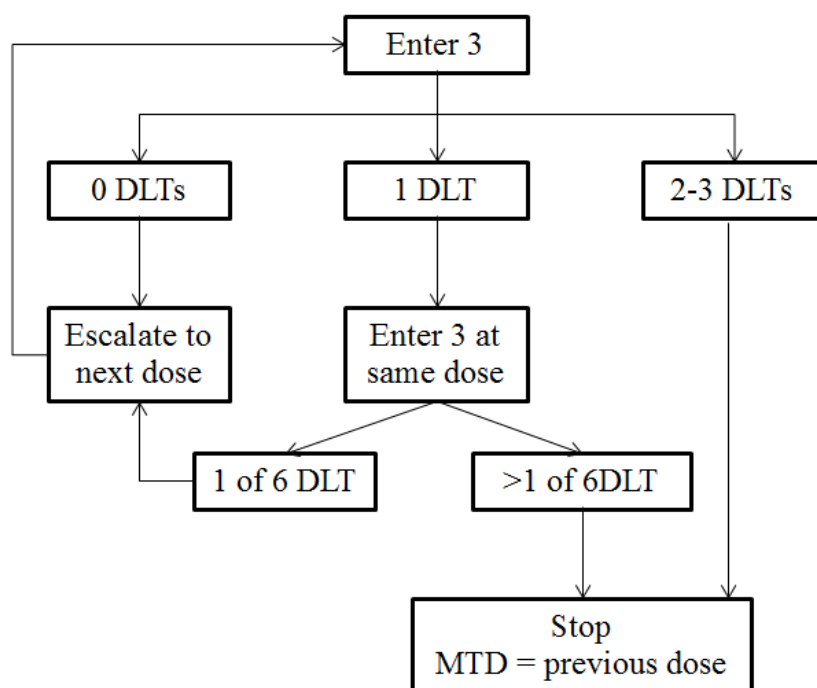 Enter 3
0 DLTs
1 DLT
2-3 DLTs
Escalate to
next dose
Enter 3 at
same dose
1 of 6 DLT
>1 of 6DLT
Stop
MTD = previous dose